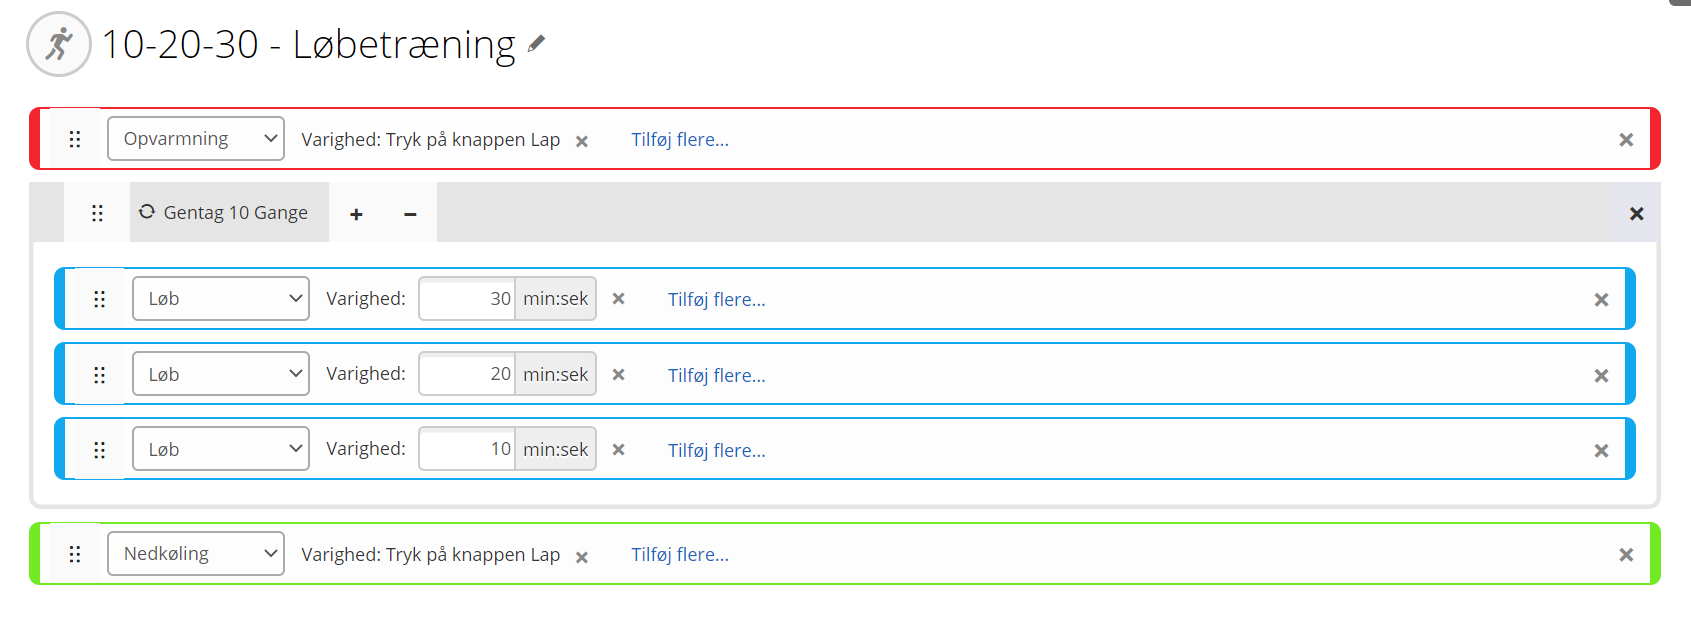 10-20-30 - Løbetræning
Opvarmning Varighed: Tryk på knappen Lap Tilføj flere...
Gentag 10 Gange + −
Løb Varighed: 30 min:sek Tilføj flere...
Løb Varighed: 20 min:sek Tilføj flere...
Løb Varighed: 10 min:sek Tilføj flere...
Nedkøling Varighed: Tryk på knappen Lap Tilføj flere...